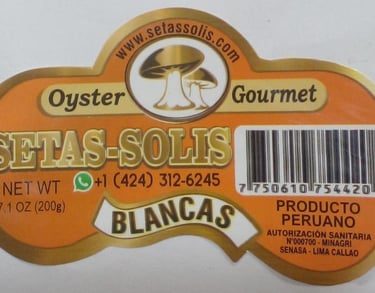 www.setassolis.com
Oyster Gourmet
SETAS-SOLIS
NET WT
7.1 OZ (200g)
+1 (424) 312-6245
BLANCAS
7 750610 754420
PRODUCTO
PERUANO
AUTORIZACIÓN SANITARIA
N°000700 - MINAGRI
SENASA - LIMA CALLAO